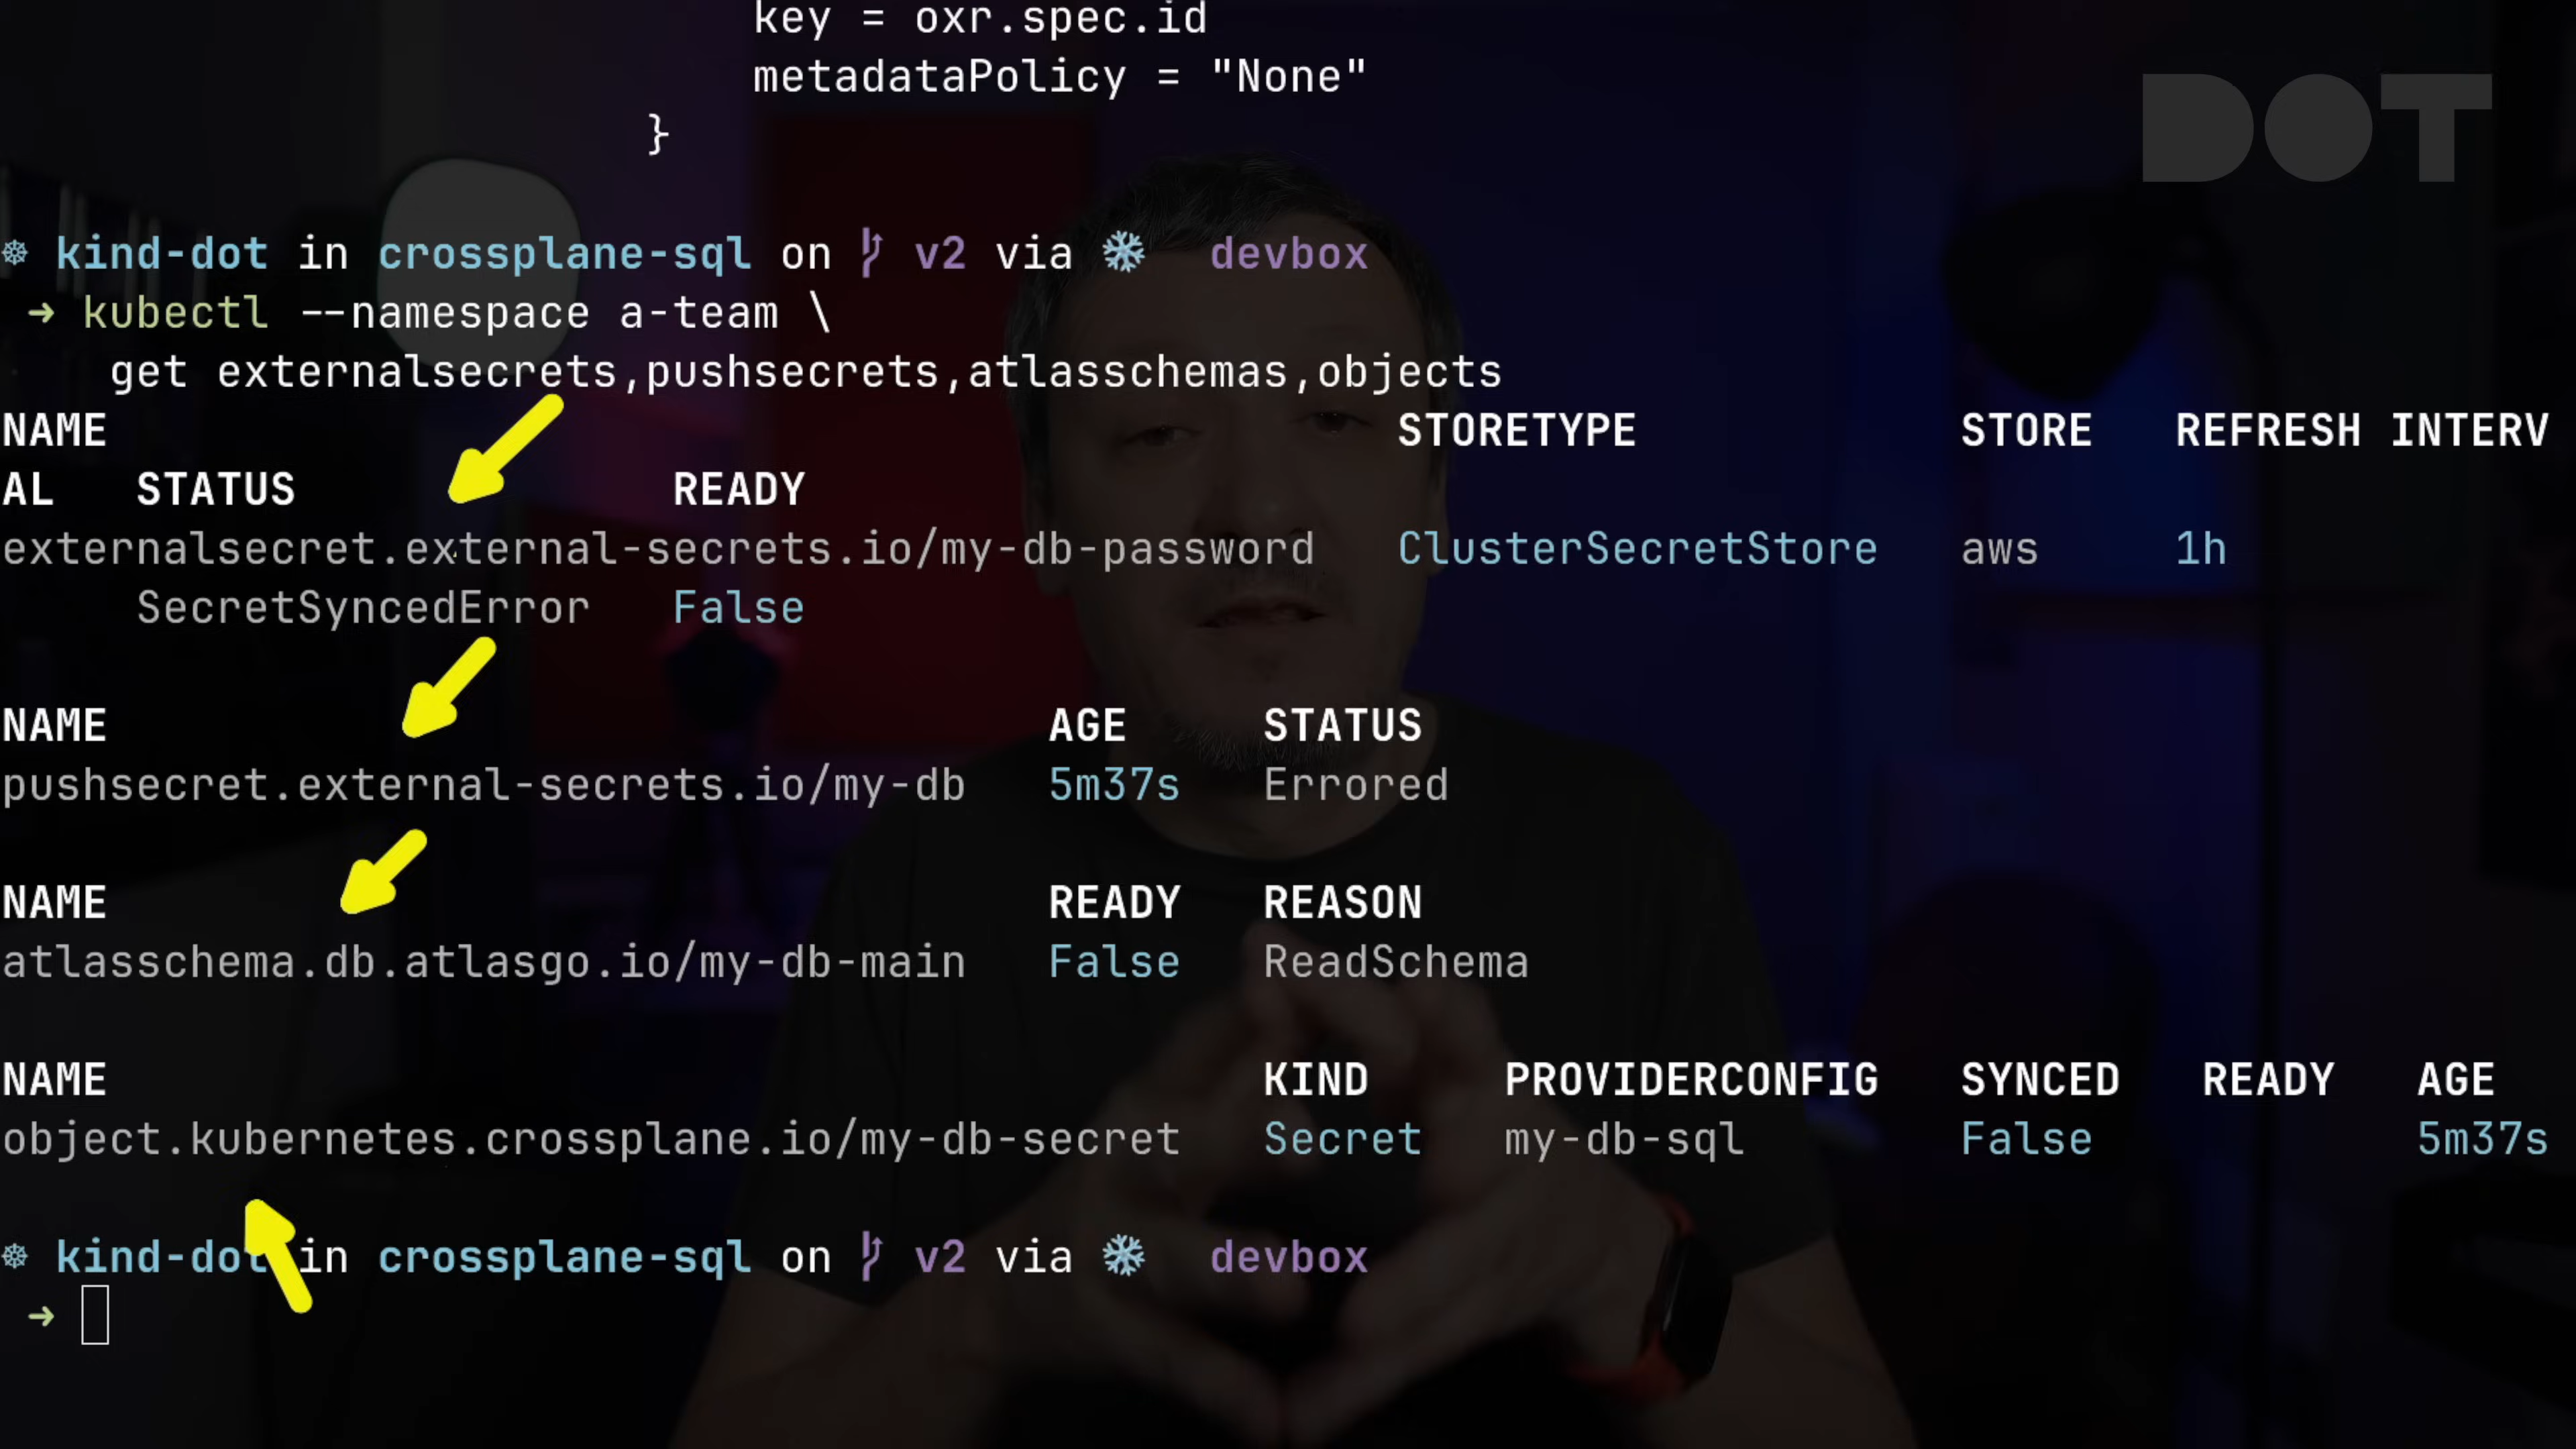 key = oxr.spec.id
metadataPolicy = "None"
}
DOT
☸ kind-dot in crossplane-sql on v2 via ❄ devbox
➜ kubectl --namespace a-team \
get externalsecrets,pushsecrets,atlasschemas,objects
NAME STORETYPE STORE REFRESH INTERV
AL STATUS READY
externalsecret.external-secrets.io/my-db-password ClusterSecretStore aws 1h
SecretSyncedError False
NAME AGE STATUS
pushsecret.external-secrets.io/my-db 5m37s Errored
NAME READY REASON
atlasschema.db.atlasgo.io/my-db-main False ReadSchema
NAME KIND PROVIDERCONFIG SYNCED READY AGE
object.kubernetes.crossplane.io/my-db-secret Secret my-db-sql False 5m37s
☸ kind-dot in crossplane-sql on v2 via ❄ devbox
➜